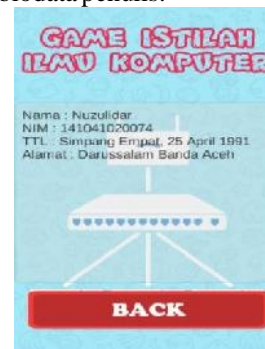 GAME ISTILAH
ILMU KOMPUTER
Nama : Nuzulidar
NIM : 141041020074
TTL : Simpang Empat, 25 April 1991
Alamat : Darussalam Banda Aceh
BACK